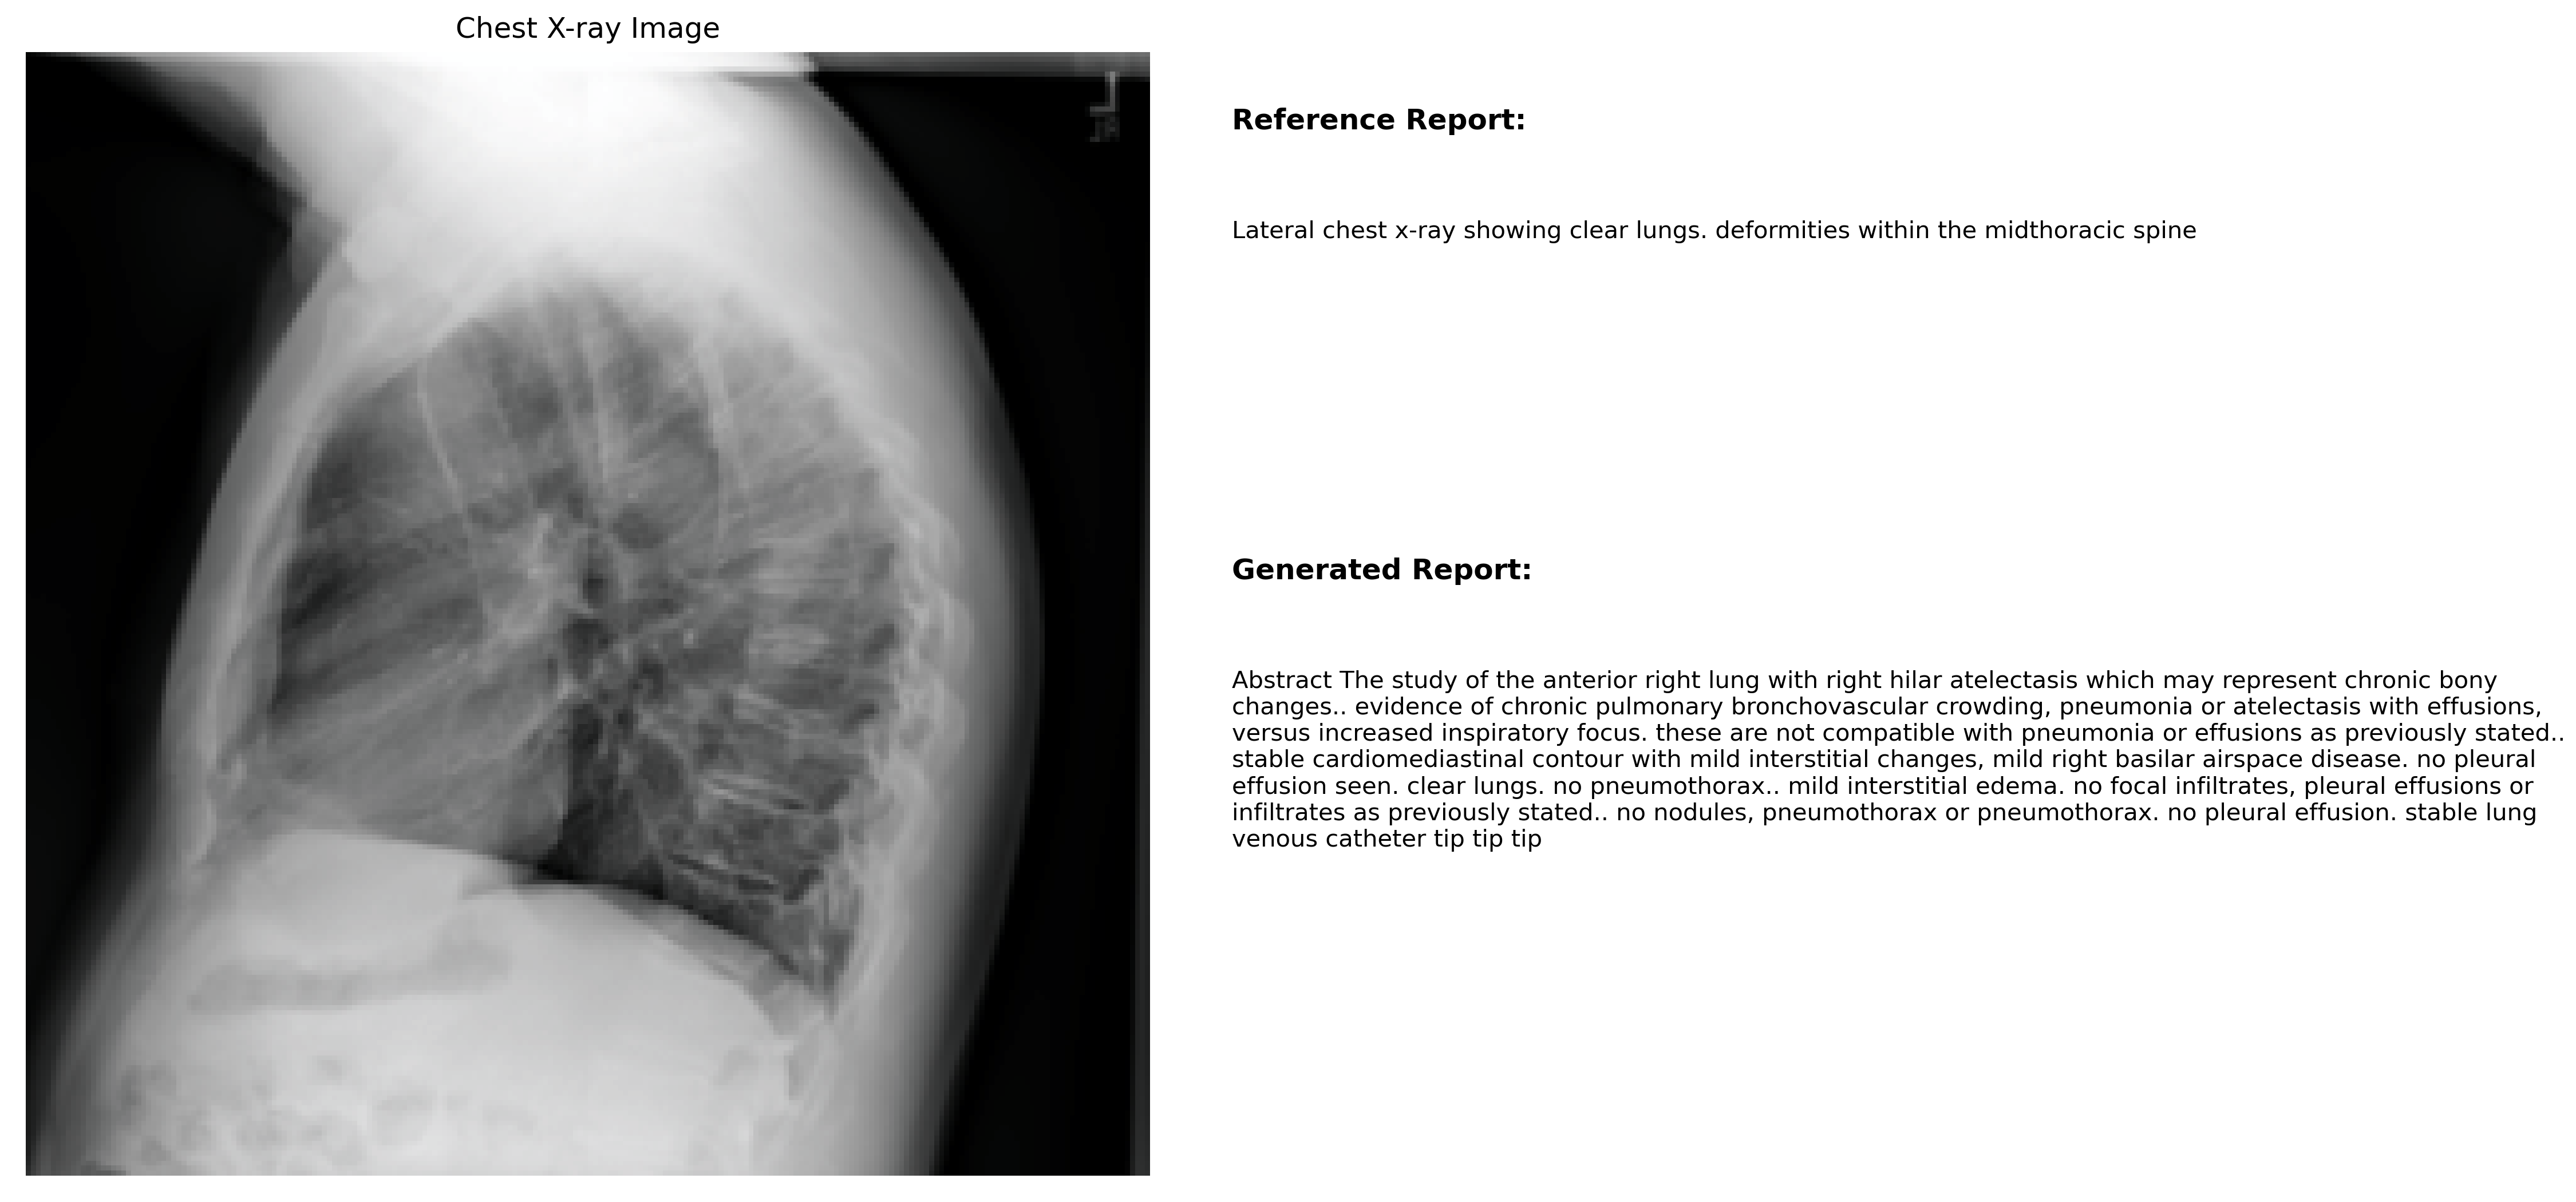 Chest X-ray Image
L
Reference Report:
Lateral chest x-ray showing clear lungs. deformities within the midthoracic spine
Generated Report:
Abstract The study of the anterior right lung with right hilar atelectasis which may represent chronic bony
changes.. evidence of chronic pulmonary bronchovascular crowding, pneumonia or atelectasis with effusions,
versus increased inspiratory focus. these are not compatible with pneumonia or effusions as previously stated..
stable cardiomediastinal contour with mild interstitial changes, mild right basilar airspace disease. no pleural
effusion seen. clear lungs. no pneumothorax.. mild interstitial edema. no focal infiltrates, pleural effusions or
infiltrates as previously stated.. no nodules, pneumothorax or pneumothorax. no pleural effusion. stable lung
venous catheter tip tip tip